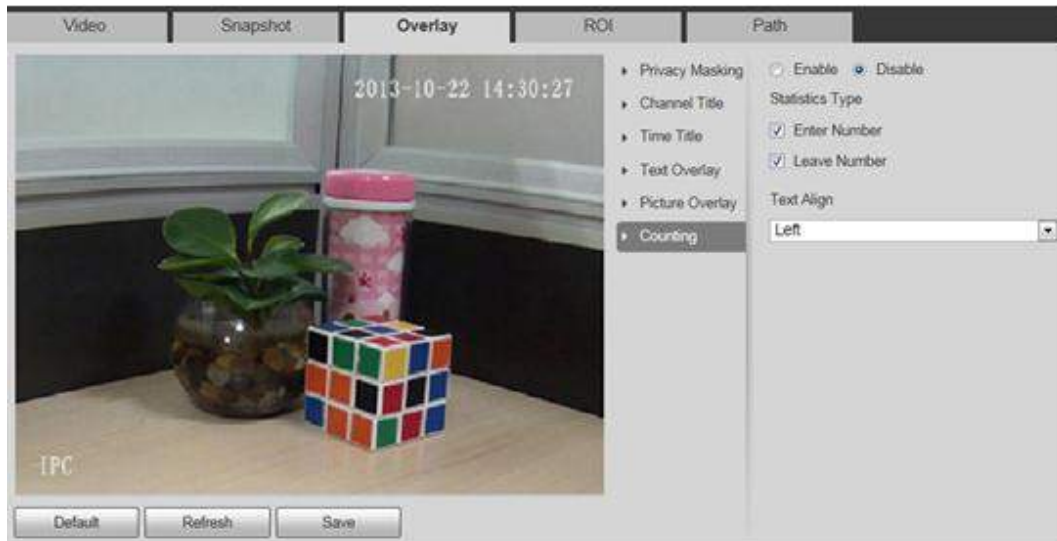 Video Snapshot Overlay ROI Path
2013-10-22 14:30:27
IPC
Privacy Masking
Channel Title
Time Title
Text Overlay
Picture Overlay
Counting
Enable Disable
Statistics Type
Enter Number
Leave Number
Text Align
Left
Default Refresh Save